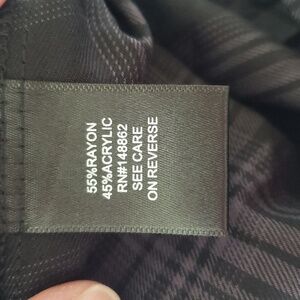 55%RAYON
45%ACRYLIC
RN#148862
SEE CARE
ON REVERSE